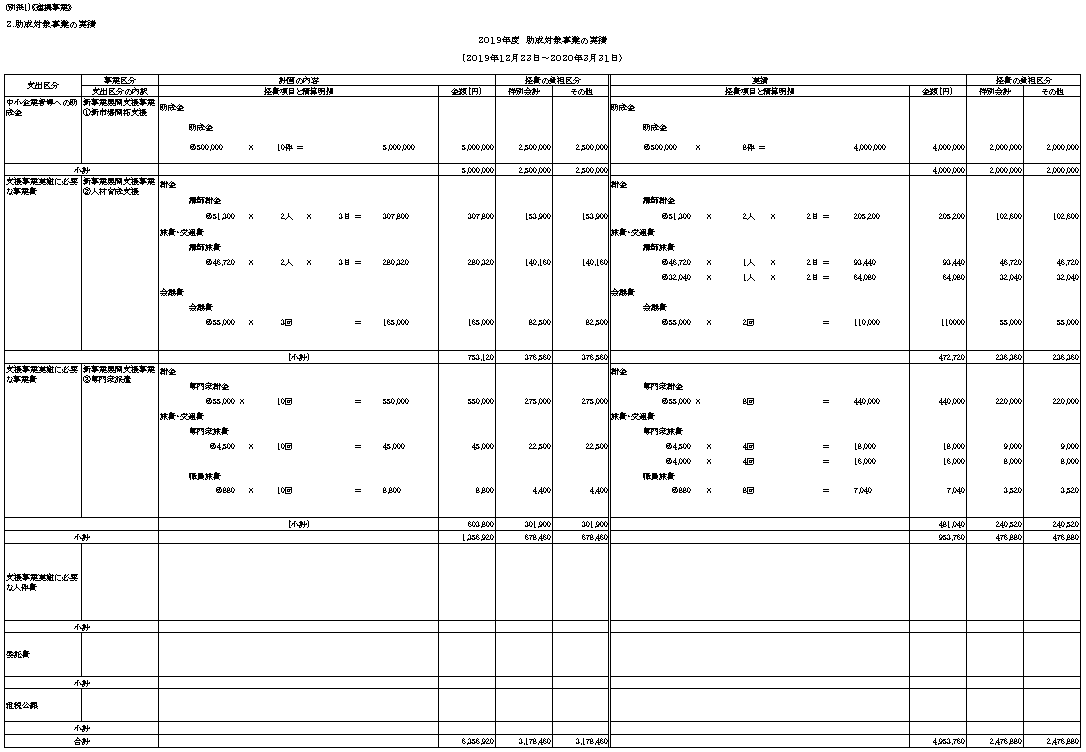 (別紙1)《連携事業》
2.助成対象事業の実績
2019年度 助成対象事業の実績
(2019年12月23日～2020年3月31日)
支出区分 事業区分 計画の内容 経費の負担区分 実績 経費の負担区分
支出区分の内訳 経費項目と積算明細 金額(円) 特別会計 その他 経費項目と積算明細 金額(円) 特別会計 その他
中小企業者等への助成金 新事業展開支援事業①新市場開拓支援
助成金 助成金
助成金 助成金
@500,000 × 10件 = 5,000,000 5,000,000 2,500,000 2,500,000 @500,000 × 8件 = 4,000,000 4,000,000 2,000,000 2,000,000
小計 5,000,000 2,500,000 2,500,000 4,000,000 2,000,000 2,000,000
支援事業実施に必要な事業費 新事業展開支援事業②人材育成支援
謝金 謝金
講師謝金 講師謝金
@51,300 × 2人 × 3日 = 307,800 307,800 153,900 153,900 @51,300 × 2人 × 2日 = 205,200 205,200 102,600 102,600
旅費・交通費 旅費・交通費
講師旅費 講師旅費
@46,720 × 2人 × 3日 = 280,320 280,320 140,160 140,160 @46,720 × 1人 × 2日 = 93,440 93,440 46,720 46,720
@32,040 × 1人 × 2日 = 64,080 64,080 32,040 32,040
会議費 会議費
会議費 会議費
@55,000 × 3回 = 165,000 165,000 82,500 82,500 @55,000 × 2回 = 110,000 110000 55,000 55,000
(小計) 753,120 376,560 376,560 472,720 236,360 236,360
支援事業実施に必要な事業費 新事業展開支援事業③専門家派遣
謝金 謝金
専門家謝金 専門家謝金
@55,000 × 10回 = 550,000 550,000 275,000 275,000 @55,000 × 8回 = 440,000 440,000 220,000 220,000
旅費・交通費 旅費・交通費
専門家旅費 専門家旅費
@4,500 × 10回 = 45,000 45,000 22,500 22,500 @4,500 × 4回 = 18,000 18,000 9,000 9,000
@4,000 × 4回 = 16,000 16,000 8,000 8,000
職員旅費 職員旅費
@880 × 10回 = 8,800 8,800 4,400 4,400 @880 × 8回 = 7,040 7,040 3,520 3,520
(小計) 603,800 301,900 301,900 481,040 240,520 240,520
小計 1,356,920 678,460 678,460 953,760 476,880 476,880
支援事業実施に必要な人件費
小計
委託費
小計
租税公課
小計
合計 6,356,920 3,178,460 3,178,460 4,953,760 2,476,880 2,476,880